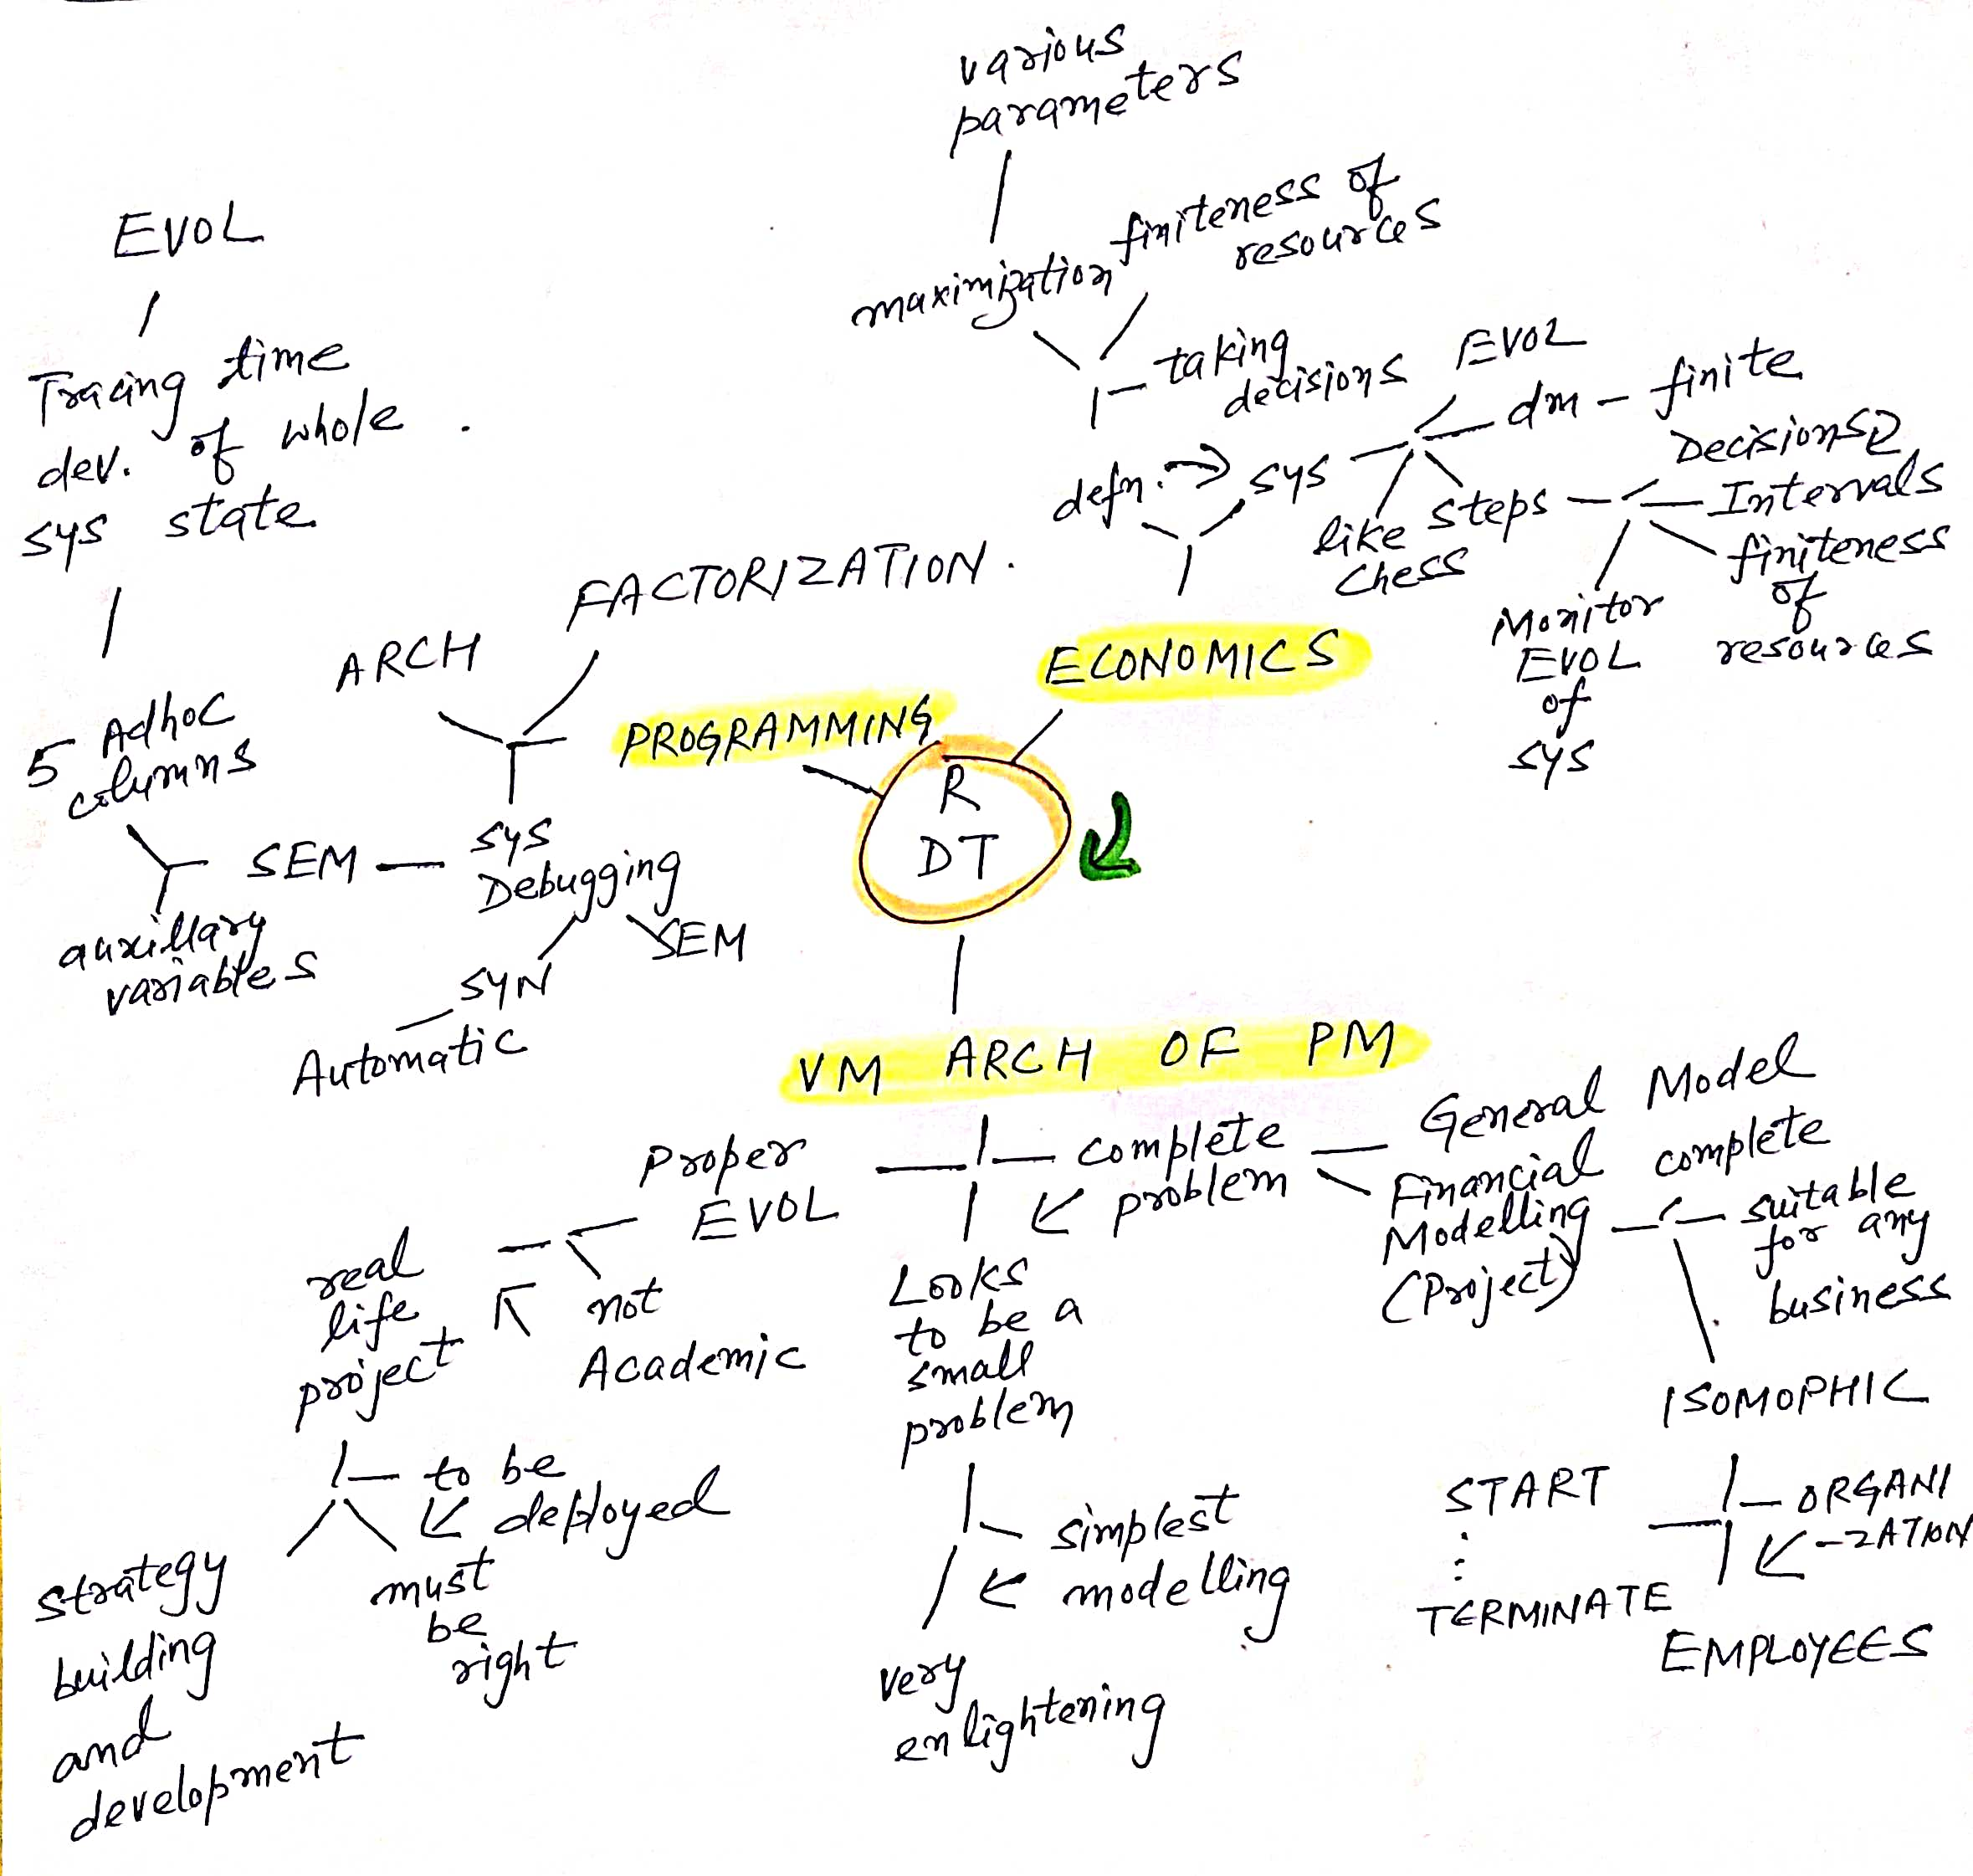 various
parameters
finiteness of
resources
maximization
taking
decisions
defn.
sys
EVOL
dm - finite
Decisions
steps
Intervals
finiteness
of
resources
Monitor
EVOL
of
sys
like
chess
ECONOMICS
EVOL
Tracing time
dev. of whole
sys state
5 Adhoc
columns
auxillary
variables
SEM
ARCH
FACTORIZATION
sys
Debugging
SEM
SYN
Automatic
PROGRAMMING
R
DT
VM ARCH OF PM
Proper
EVOL
real
life
project
not
Academic
to be
deployed
must
be
right
strategy
building
and
development
Looks
to be a
small
problem
simplest
modelling
very
enlightening
complete
problem
General Model
Financial
Modelling
(Project)
complete
suitable
for any
business
ISOMOPHIC
START
:
:
TERMINATE
ORGANI
-ZATION
EMPLOYEES